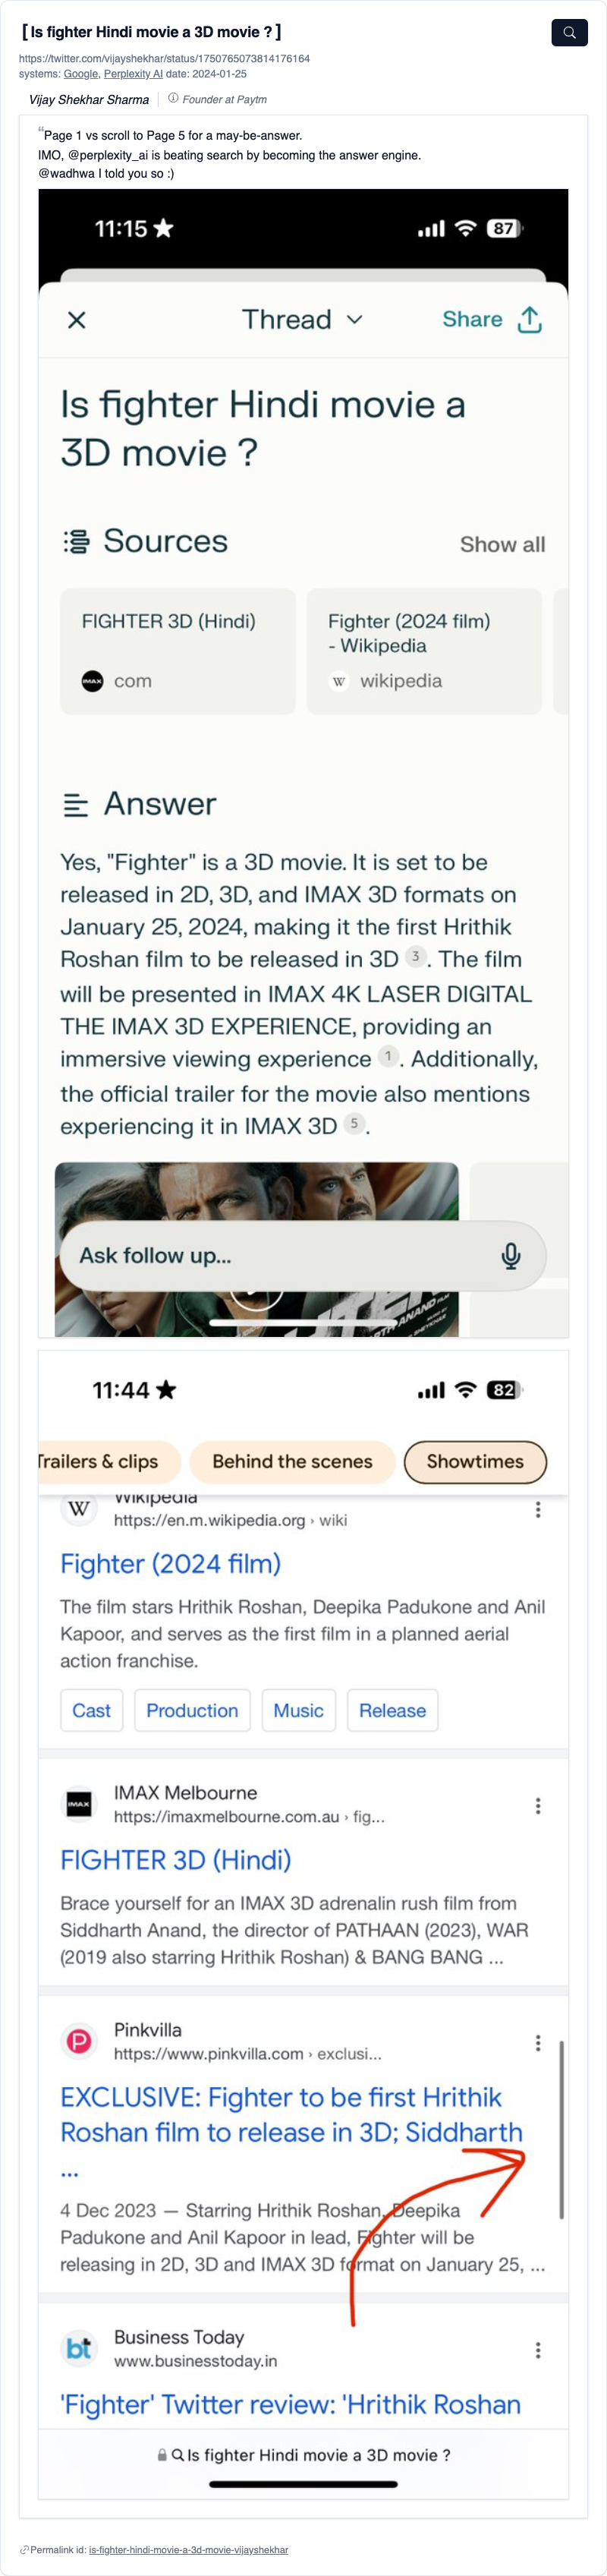 [ Is fighter Hindi movie a 3D movie ? ]
https://twitter.com/vijayshekhar/status/1750765073814176164
systems: Google, Perplexity AI date: 2024-01-25
Vijay Shekhar Sharma
Founder at Paytm
“Page 1 vs scroll to Page 5 for a may-be-answer.
IMO, @perplexity_ai is beating search by becoming the answer engine.
@wadhwa I told you so :)
11:15 ★
87
Thread
Share
Is fighter Hindi movie a
3D movie ?
Sources
Show all
FIGHTER 3D (Hindi)
IMAX com
Fighter (2024 film)
- Wikipedia
W wikipedia
Answer
Yes, "Fighter" is a 3D movie. It is set to be
released in 2D, 3D, and IMAX 3D formats on
January 25, 2024, making it the first Hrithik
Roshan film to be released in 3D 3. The film
will be presented in IMAX 4K LASER DIGITAL
THE IMAX 3D EXPERIENCE, providing an
immersive viewing experience 1. Additionally,
the official trailer for the movie also mentions
experiencing it in IMAX 3D 5.
Ask follow up...
ANAND
11:44 ★
82
Trailers & clips
Behind the scenes
Showtimes
W
Wikipedia
https://en.m.wikipedia.org › wiki
Fighter (2024 film)
The film stars Hrithik Roshan, Deepika Padukone and Anil
Kapoor, and serves as the first film in a planned aerial
action franchise.
Cast
Production
Music
Release
IMAX
IMAX Melbourne
https://imaxmelbourne.com.au › fig...
FIGHTER 3D (Hindi)
Brace yourself for an IMAX 3D adrenalin rush film from
Siddharth Anand, the director of PATHAAN (2023), WAR
(2019 also starring Hrithik Roshan) & BANG BANG ...
Pinkvilla
https://www.pinkvilla.com › exclusi...
EXCLUSIVE: Fighter to be first Hrithik
Roshan film to release in 3D; Siddharth
...
4 Dec 2023 — Starring Hrithik Roshan, Deepika
Padukone and Anil Kapoor in lead, Fighter will be
releasing in 2D, 3D and IMAX 3D format on January 25, ...
bt
Business Today
www.businesstoday.in
'Fighter' Twitter review: 'Hrithik Roshan
Is fighter Hindi movie a 3D movie ?
Permalink id: is-fighter-hindi-movie-a-3d-movie-vijayshekhar